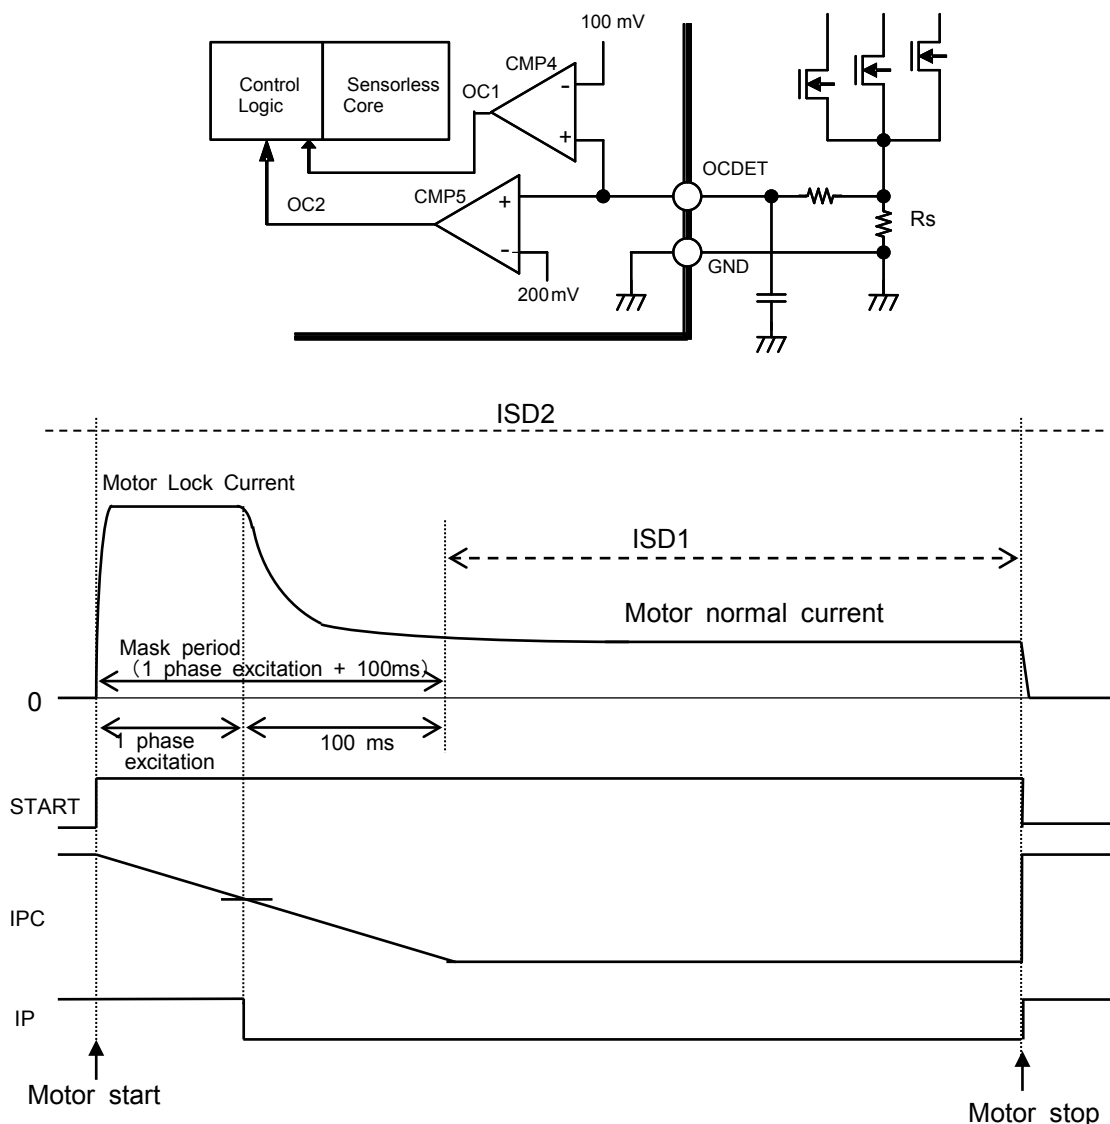 100 mV
CMP4
Control
Logic
Sensorless
Core
OC1
-
+
OCDET
CMP5
OC2
+
-
Rs
GND
200 mV
ISD2
Motor Lock Current
ISD1
Motor normal current
Mask period
（1 phase excitation + 100ms）
0
1 phase
excitation
100 ms
START
IPC
IP
Motor start
Motor stop